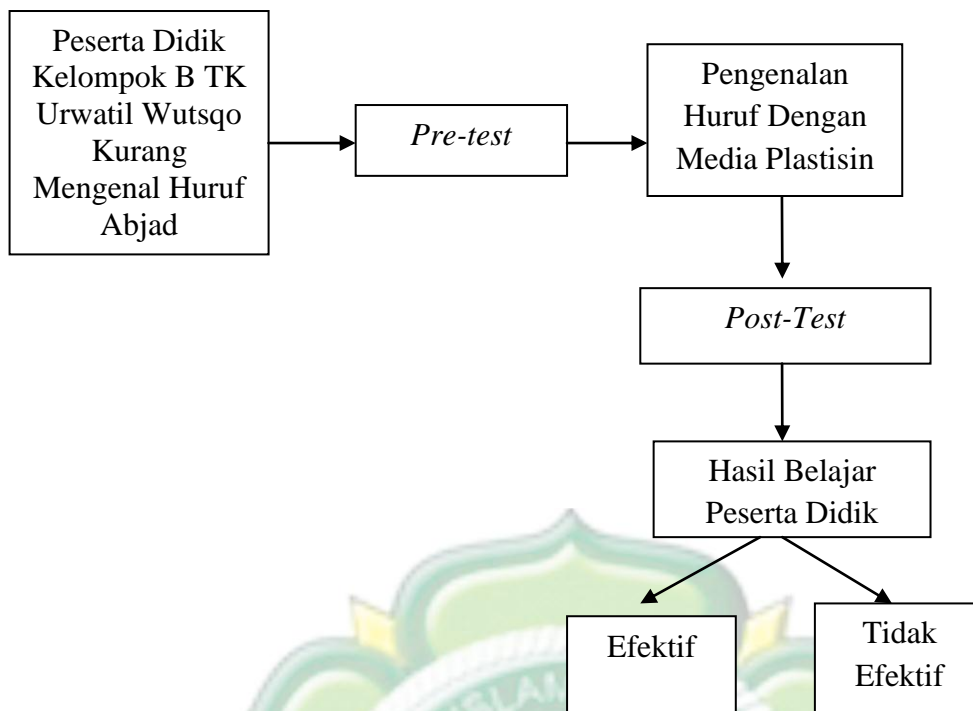 Peserta Didik
Kelompok B TK
Urwatil Wutsqo
Kurang
Mengenal Huruf
Abjad
Pre-test
Pengenalan
Huruf Dengan
Media Plastisin
Post-Test
Hasil Belajar
Peserta Didik
Efektif
Tidak
Efektif
ISLAM